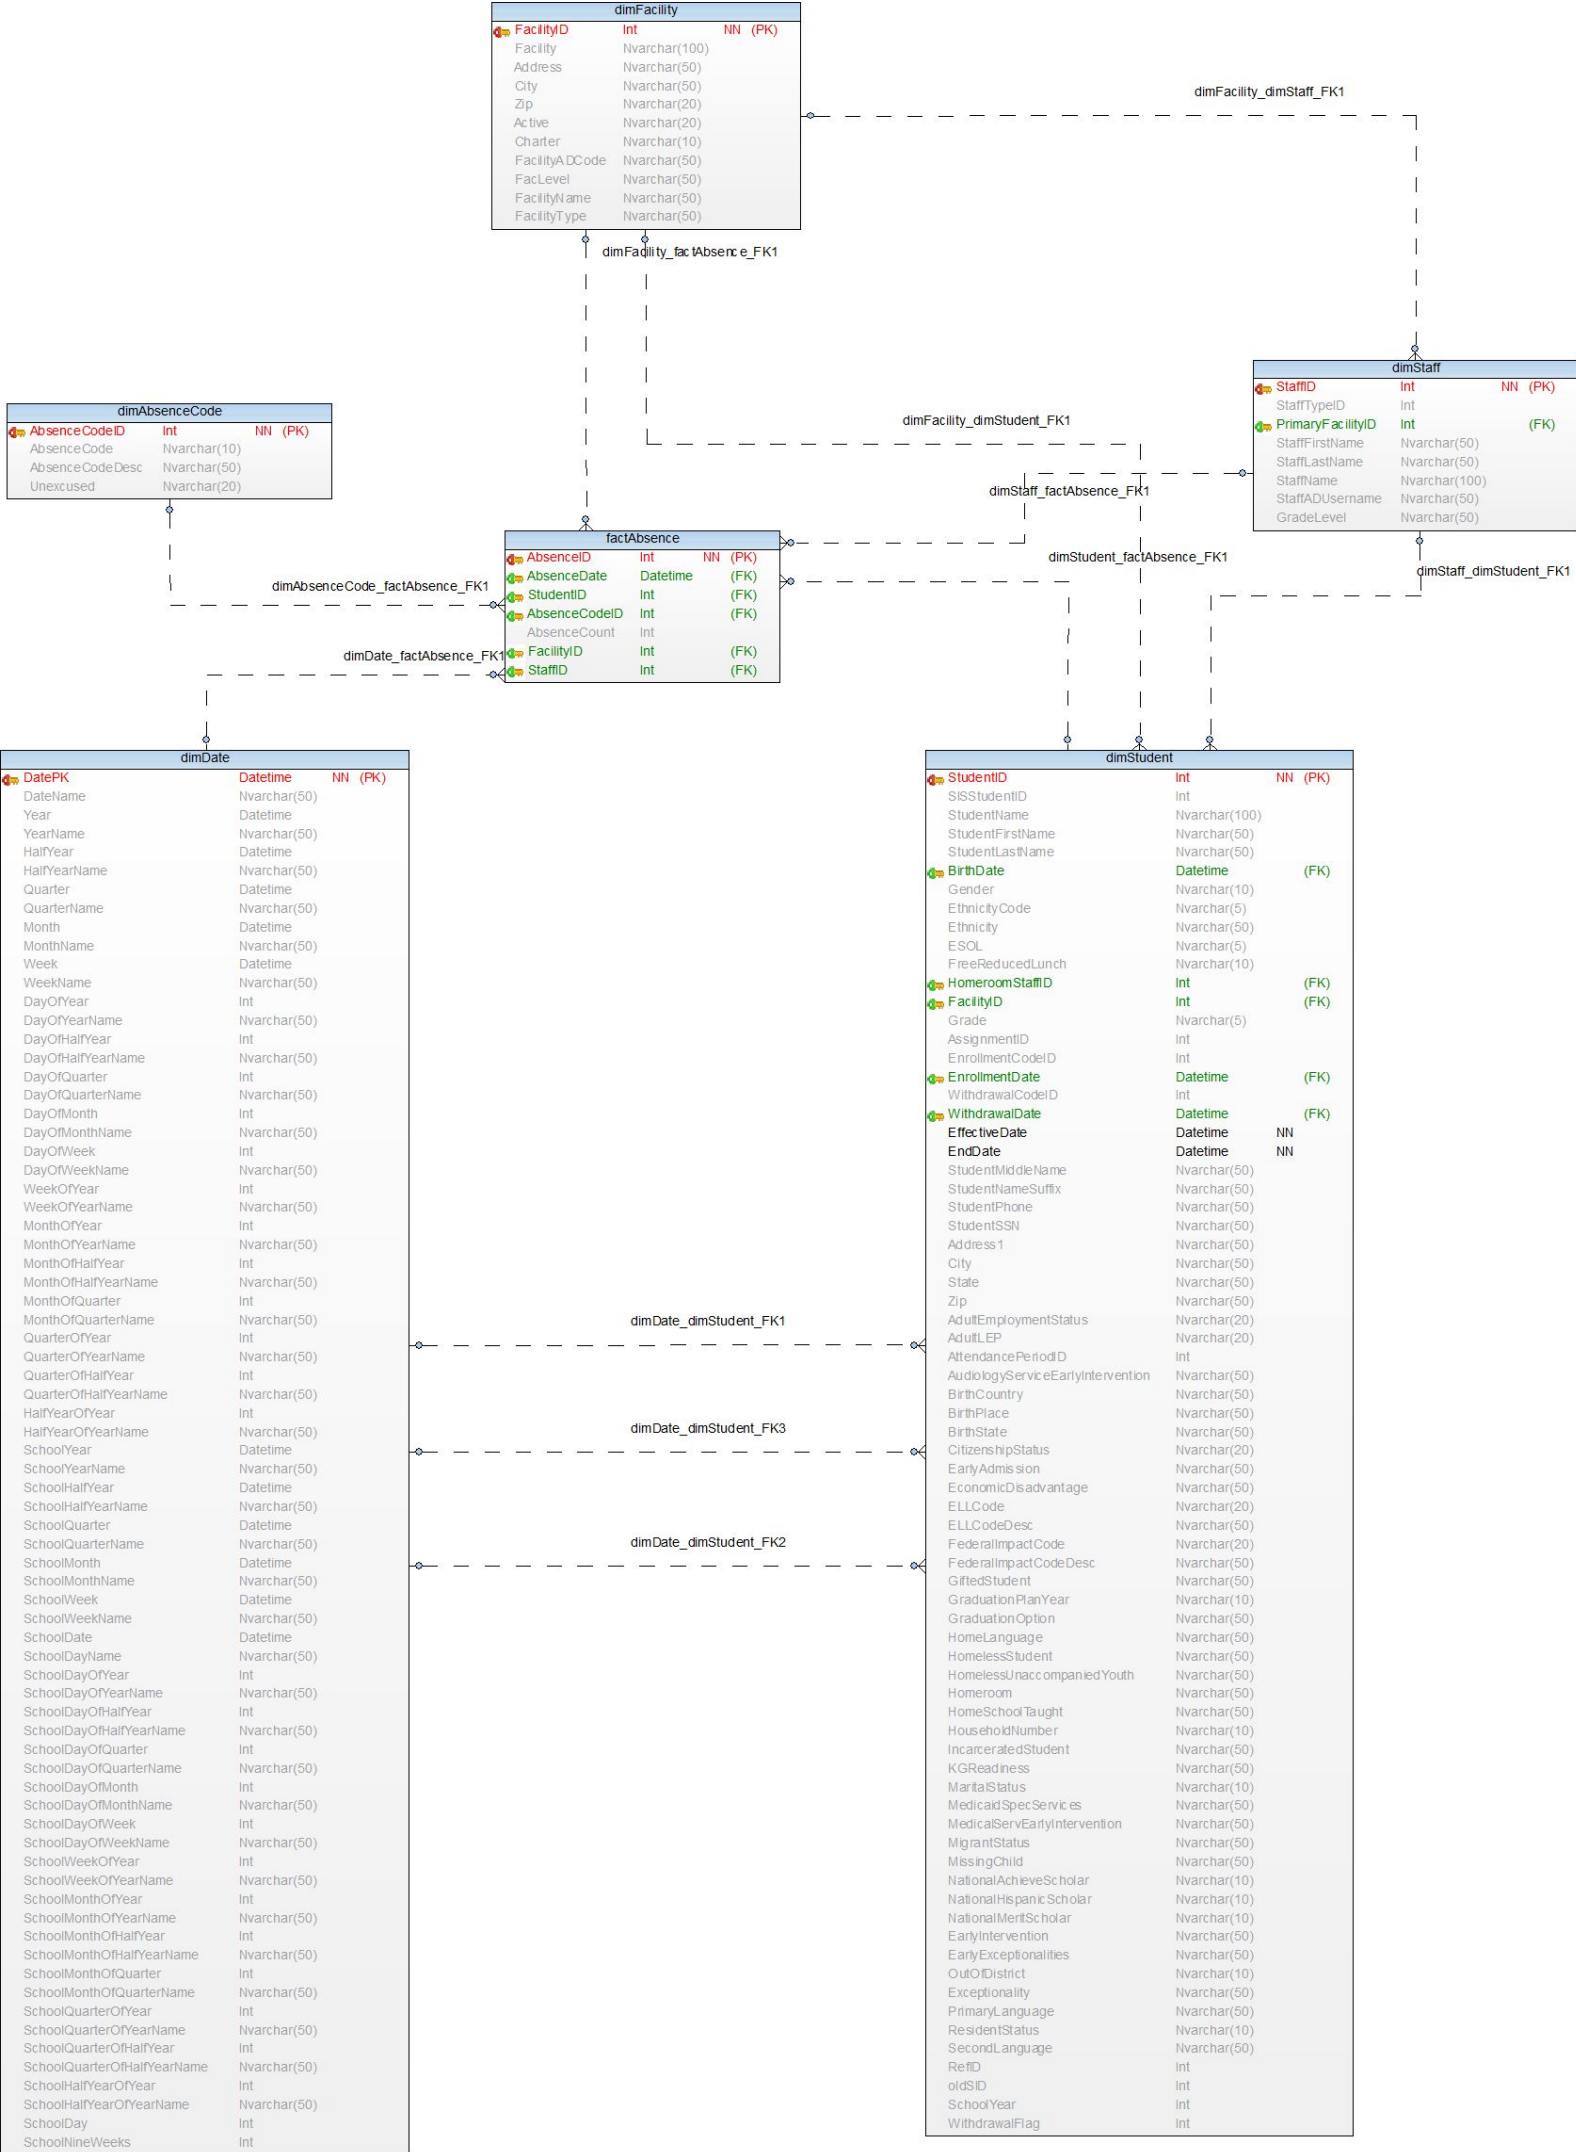 dimFacility
FacilityID Int NN (PK)
Facility Nvarchar(100)
Address Nvarchar(50)
City Nvarchar(50)
Zip Nvarchar(20)
Active Nvarchar(20)
Charter Nvarchar(10)
FacilityADCode Nvarchar(50)
FacLevel Nvarchar(50)
FacilityName Nvarchar(50)
FacilityType Nvarchar(50)
dimFacility_dimStaff_FK1
dimFacility_factAbsence_FK1
dimStaff
StaffID Int NN (PK)
StaffTypeID Int
PrimaryFacilityID Int (FK)
StaffFirstName Nvarchar(50)
StaffLastName Nvarchar(50)
StaffName Nvarchar(100)
StaffADUsername Nvarchar(50)
GradeLevel Nvarchar(50)
dimAbsenceCode
AbsenceCodeID Int NN (PK)
AbsenceCode Nvarchar(10)
AbsenceCodeDesc Nvarchar(50)
Unexcused Nvarchar(20)
dimFacility_dimStudent_FK1
dimStaff_factAbsence_FK1
factAbsence
AbsenceID Int NN (PK)
AbsenceDate Datetime (FK)
StudentID Int (FK)
AbsenceCodeID Int (FK)
AbsenceCount Int
FacilityID Int (FK)
StaffID Int (FK)
dimStudent_factAbsence_FK1
dimStaff_dimStudent_FK1
dimAbsenceCode_factAbsence_FK1
dimDate_factAbsence_FK1
dimDate
DatePK Datetime NN (PK)
DateName Nvarchar(50)
Year Datetime
YearName Nvarchar(50)
HalfYear Datetime
HalfYearName Nvarchar(50)
Quarter Datetime
QuarterName Nvarchar(50)
Month Datetime
MonthName Nvarchar(50)
Week Datetime
WeekName Nvarchar(50)
DayOfYear Int
DayOfYearName Nvarchar(50)
DayOfHalfYear Int
DayOfHalfYearName Nvarchar(50)
DayOfQuarter Int
DayOfQuarterName Nvarchar(50)
DayOfMonth Int
DayOfMonthName Nvarchar(50)
DayOfWeek Int
DayOfWeekName Nvarchar(50)
WeekOfYear Int
WeekOfYearName Nvarchar(50)
MonthOfYear Int
MonthOfYearName Nvarchar(50)
MonthOfHalfYear Int
MonthOfHalfYearName Nvarchar(50)
MonthOfQuarter Int
MonthOfQuarterName Nvarchar(50)
QuarterOfYear Int
QuarterOfYearName Nvarchar(50)
QuarterOfHalfYear Int
QuarterOfHalfYearName Nvarchar(50)
HalfYearOfYear Int
HalfYearOfYearName Nvarchar(50)
SchoolYear Datetime
SchoolYearName Nvarchar(50)
SchoolHalfYear Datetime
SchoolHalfYearName Nvarchar(50)
SchoolQuarter Datetime
SchoolQuarterName Nvarchar(50)
SchoolMonth Datetime
SchoolMonthName Nvarchar(50)
SchoolWeek Datetime
SchoolWeekName Nvarchar(50)
SchoolDate Datetime
SchoolDayName Nvarchar(50)
SchoolDayOfYear Int
SchoolDayOfYearName Nvarchar(50)
SchoolDayOfHalfYear Int
SchoolDayOfHalfYearName Nvarchar(50)
SchoolDayOfQuarter Int
SchoolDayOfQuarterName Nvarchar(50)
SchoolDayOfMonth Int
SchoolDayOfMonthName Nvarchar(50)
SchoolDayOfWeek Int
SchoolDayOfWeekName Nvarchar(50)
SchoolWeekOfYear Int
SchoolWeekOfYearName Nvarchar(50)
SchoolMonthOfYear Int
SchoolMonthOfYearName Nvarchar(50)
SchoolMonthOfHalfYear Int
SchoolMonthOfHalfYearName Nvarchar(50)
SchoolMonthOfQuarter Int
SchoolMonthOfQuarterName Nvarchar(50)
SchoolQuarterOfYear Int
SchoolQuarterOfYearName Nvarchar(50)
SchoolQuarterOfHalfYear Int
SchoolQuarterOfHalfYearName Nvarchar(50)
SchoolHalfYearOfYear Int
SchoolHalfYearOfYearName Nvarchar(50)
SchoolDay Int
SchoolNineWeeks Int
dimDate_dimStudent_FK1
dimDate_dimStudent_FK3
dimDate_dimStudent_FK2
dimStudent
StudentID Int NN (PK)
SISStudentID Int
StudentName Nvarchar(100)
StudentFirstName Nvarchar(50)
StudentLastName Nvarchar(50)
BirthDate Datetime (FK)
Gender Nvarchar(10)
EthnicityCode Nvarchar(5)
Ethnicity Nvarchar(50)
ESOL Nvarchar(5)
FreeReducedLunch Nvarchar(10)
HomeroomStaffID Int (FK)
FacilityID Int (FK)
Grade Nvarchar(5)
AssignmentID Int
EnrollmentCodeID Int
EnrollmentDate Datetime (FK)
WithdrawalCodeID Int
WithdrawalDate Datetime (FK)
EffectiveDate Datetime NN
EndDate Datetime NN
StudentMiddleName Nvarchar(50)
StudentNameSuffix Nvarchar(50)
StudentPhone Nvarchar(50)
StudentSSN Nvarchar(50)
Address1 Nvarchar(50)
City Nvarchar(50)
State Nvarchar(50)
Zip Nvarchar(50)
AdultEmploymentStatus Nvarchar(20)
AdultLEP Nvarchar(20)
AttendancePeriodID Int
AudiologyServiceEarlyIntervention Nvarchar(50)
BirthCountry Nvarchar(50)
BirthPlace Nvarchar(50)
BirthState Nvarchar(50)
CitizenshipStatus Nvarchar(20)
EarlyAdmission Nvarchar(50)
EconomicDisadvantage Nvarchar(50)
ELLCode Nvarchar(20)
ELLCodeDesc Nvarchar(50)
FederalImpactCode Nvarchar(20)
FederalImpactCodeDesc Nvarchar(50)
GiftedStudent Nvarchar(50)
GraduationPlanYear Nvarchar(10)
GraduationOption Nvarchar(50)
HomeLanguage Nvarchar(50)
HomelessStudent Nvarchar(50)
HomelessUnaccompaniedYouth Nvarchar(50)
Homeroom Nvarchar(50)
HomeSchoolTaught Nvarchar(50)
HouseholdNumber Nvarchar(10)
IncarceratedStudent Nvarchar(50)
KGReadiness Nvarchar(50)
MaritalStatus Nvarchar(10)
MedicaidSpecServices Nvarchar(50)
MedicalServEarlyIntervention Nvarchar(50)
MigrantStatus Nvarchar(50)
MissingChild Nvarchar(50)
NationalAchieveScholar Nvarchar(10)
NationalHispanicScholar Nvarchar(10)
NationalMeritScholar Nvarchar(10)
EarlyIntervention Nvarchar(50)
EarlyExceptionalities Nvarchar(50)
OutOfDistrict Nvarchar(10)
Exceptionality Nvarchar(50)
PrimaryLanguage Nvarchar(50)
ResidentStatus Nvarchar(10)
SecondLanguage Nvarchar(50)
RefID Int
oldSID Int
SchoolYear Int
WithdrawalFlag Int